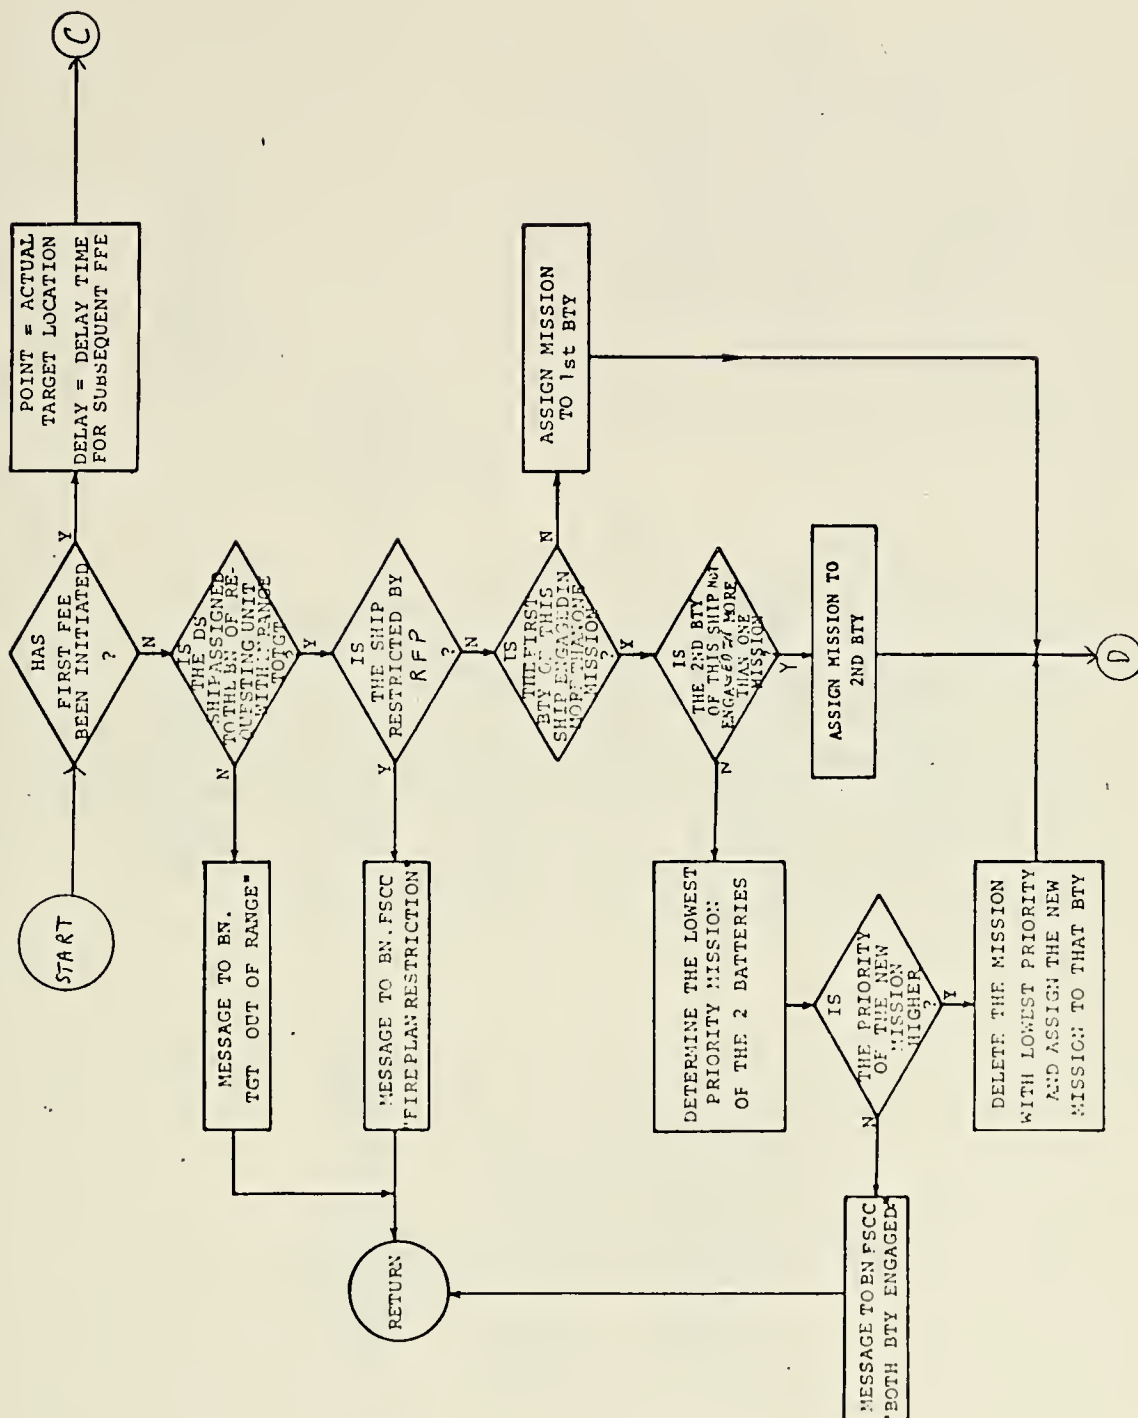 START
HAS
FIRST FEE
BEEN INITIATED
?
Y
N
POINT = ACTUAL
TARGET LOCATION
DELAY = DELAY TIME
FOR SUBSEQUENT FFE
C
IS
THE DS
SHIP ASSIGNED
TO THE BN OF RE-
QUESTING UNIT
WITHIN RANGE
TO TGT
?
N
Y
MESSAGE TO BN.
TGT OUT OF RANGE"
IS
THE SHIP
RESTRICTED BY
RFP
?
Y
N
MESSAGE TO BN. FSCC
"FIREPLAN RESTRICTION"
RETURN
IS
THE FIRST
BTY OF THIS
SHIP ENGAGED IN
MORE THAN ONE
MISSION
?
N
Y
ASSIGN MISSION
TO 1st BTY
IS
THE 2ND BTY
OF THIS SHIP NOT
ENGAGED IN MORE
THAN ONE
MISSION
?
N
Y
ASSIGN MISSION TO
2ND BTY
DETERMINE THE LOWEST
PRIORITY MISSION
OF THE 2 BATTERIES
IS
THE PRIORITY
OF THE NEW
MISSION
HIGHER
?
N
Y
MESSAGE TO BN FSCC
"BOTH BTY ENGAGED"
DELETE THE MISSION
WITH LOWEST PRIORITY
AND ASSIGN THE NEW
MISSION TO THAT BTY
D